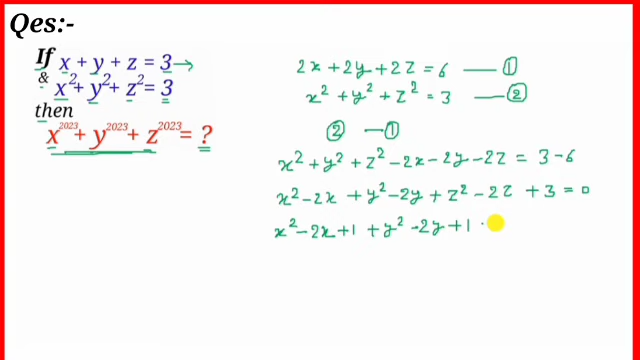 Qes:-
If x + y + z = 3 →
& x² + y² + z² = 3
then
x²⁰²³ + y²⁰²³ + z²⁰²³ = ?
2x + 2y + 2z = 6 —— ①
x² + y² + z² = 3 —— ②
② — ①
x² + y² + z² - 2x - 2y - 2z = 3 - 6
x² - 2x + y² - 2y + z² - 2z + 3 = 0
x² - 2x + 1 + y² - 2y + 1